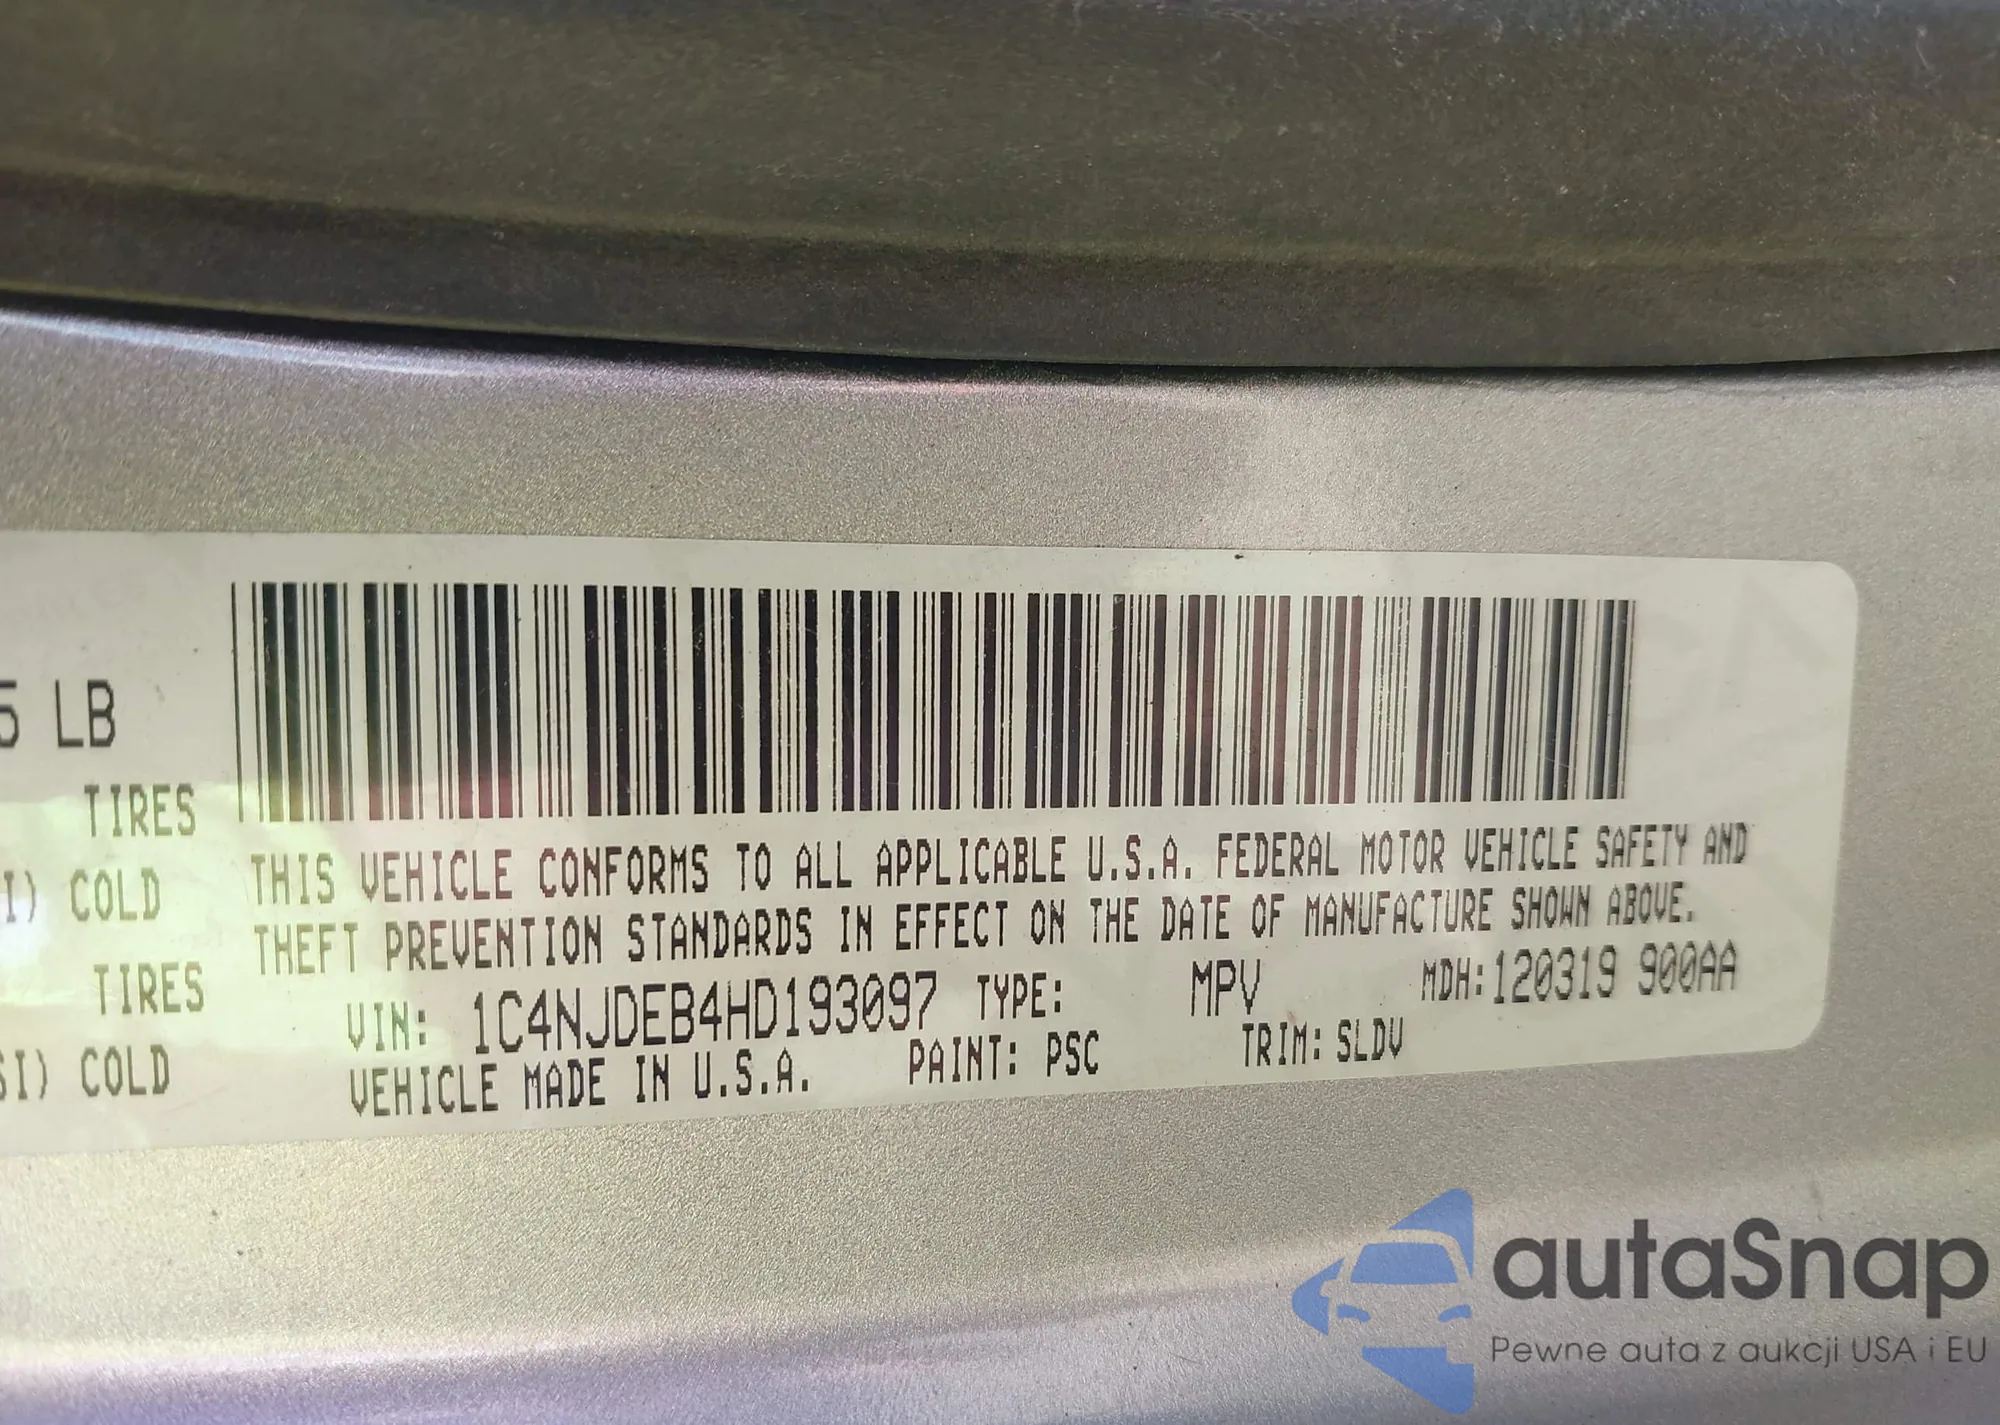 5 LB
TIRES
I) COLD
TIRES
SI) COLD
THIS VEHICLE CONFORMS TO ALL APPLICABLE U.S.A. FEDERAL MOTOR VEHICLE SAFETY AND
THEFT PREVENTION STANDARDS IN EFFECT ON THE DATE OF MANUFACTURE SHOWN ABOVE.
VIN: 1C4NJDEB4HD193097 TYPE: MPV MDH:120319 900AA
VEHICLE MADE IN U.S.A. PAINT: PSC TRIM: SLDV
autaSnap
Pewne auta z aukcji USA i EU